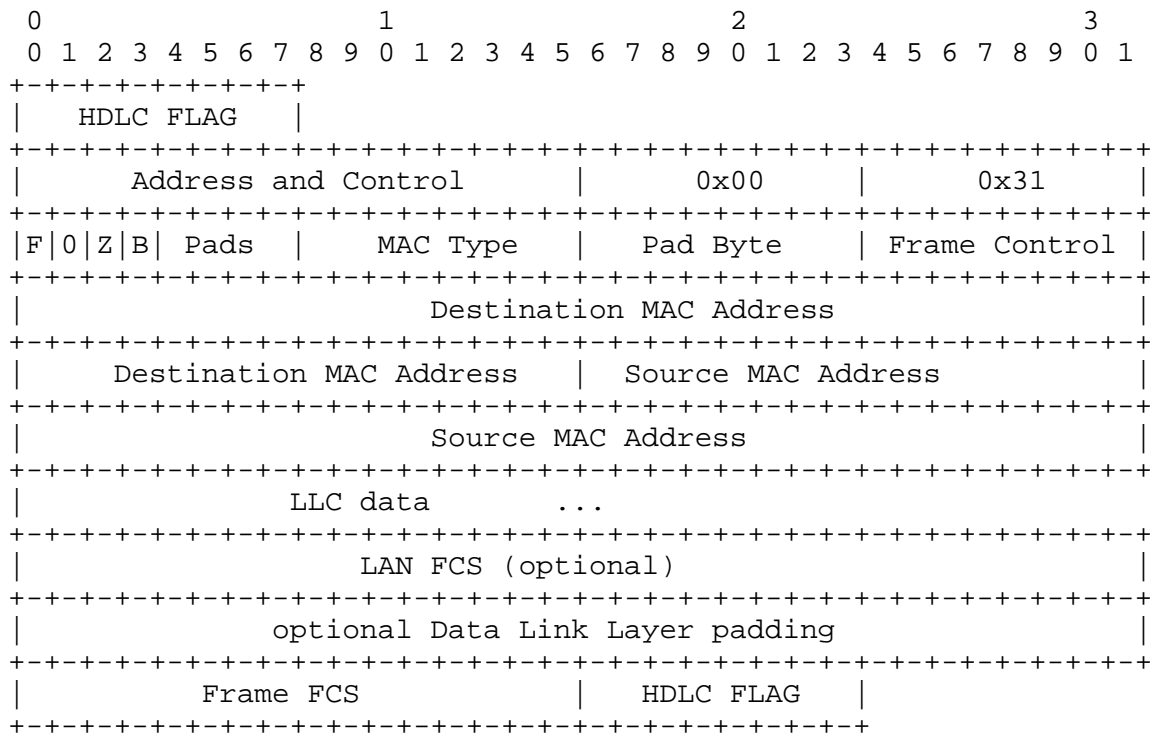 0                   1                   2                   3
 0 1 2 3 4 5 6 7 8 9 0 1 2 3 4 5 6 7 8 9 0 1 2 3 4 5 6 7 8 9 0 1
+-+-+-+-+-+-+-+-+
|   HDLC FLAG   |
+-+-+-+-+-+-+-+-+-+-+-+-+-+-+-+-+-+-+-+-+-+-+-+-+-+-+-+-+-+-+-+-+
|      Address and Control      |      0x00     |      0x31     |
+-+-+-+-+-+-+-+-+-+-+-+-+-+-+-+-+-+-+-+-+-+-+-+-+-+-+-+-+-+-+-+-+
|F|0|Z|B| Pads  |    MAC Type   |    Pad Byte   | Frame Control |
+-+-+-+-+-+-+-+-+-+-+-+-+-+-+-+-+-+-+-+-+-+-+-+-+-+-+-+-+-+-+-+-+
|                       Destination MAC Address                 |
+-+-+-+-+-+-+-+-+-+-+-+-+-+-+-+-+-+-+-+-+-+-+-+-+-+-+-+-+-+-+-+-+
|     Destination MAC Address   |  Source MAC Address           |
+-+-+-+-+-+-+-+-+-+-+-+-+-+-+-+-+-+-+-+-+-+-+-+-+-+-+-+-+-+-+-+-+
|                       Source MAC Address                      |
+-+-+-+-+-+-+-+-+-+-+-+-+-+-+-+-+-+-+-+-+-+-+-+-+-+-+-+-+-+-+-+-+
|               LLC data       ...
+-+-+-+-+-+-+-+-+-+-+-+-+-+-+-+-+-+-+-+-+-+-+-+-+-+-+-+-+-+-+-+-+
|                   LAN FCS (optional)                          |
+-+-+-+-+-+-+-+-+-+-+-+-+-+-+-+-+-+-+-+-+-+-+-+-+-+-+-+-+-+-+-+-+
|              optional Data Link Layer padding                 |
+-+-+-+-+-+-+-+-+-+-+-+-+-+-+-+-+-+-+-+-+-+-+-+-+-+-+-+-+-+-+-+-+
|          Frame FCS            |   HDLC FLAG   |
+-+-+-+-+-+-+-+-+-+-+-+-+-+-+-+-+-+-+-+-+-+-+-+-+